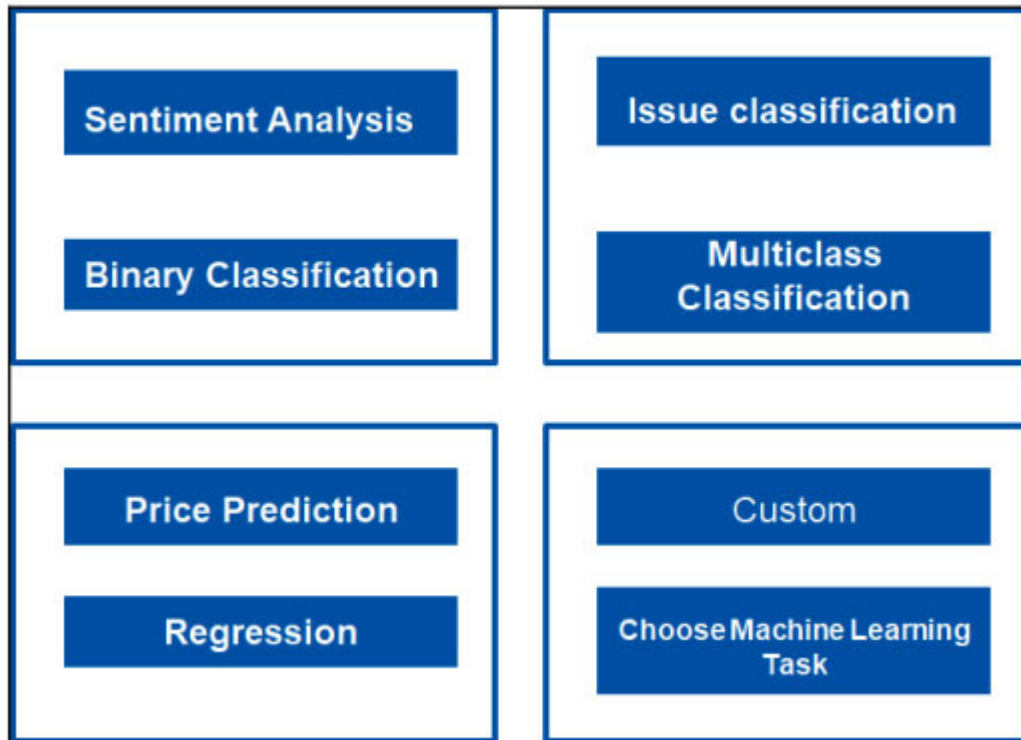 Sentiment Analysis
Binary Classification
Issue classification
Multiclass
Classification
Price Prediction
Regression
Custom
Choose Machine Learning
Task